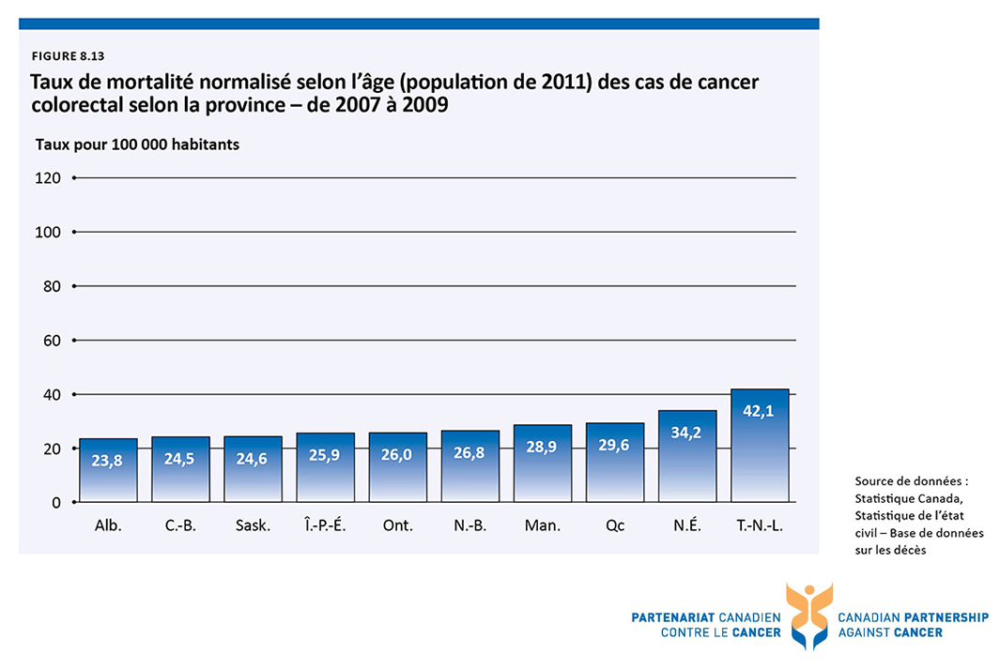 FIGURE 8.13
Taux de mortalité normalisé selon l’âge (population de 2011) des cas de cancer
colorectal selon la province – de 2007 à 2009
Taux pour 100 000 habitants
120
100
80
60
40
20
0
23,8 24,5 24,6 25,9 26,0 26,8 28,9 29,6 34,2 42,1
Alb. C.-B. Sask. Î.-P.-É. Ont. N.-B. Man. Qc N.É. T.-N.-L.
Source de données :
Statistique Canada,
Statistique de l’état
civil – Base de données
sur les décès
PARTENARIAT CANADIEN
CONTRE LE CANCER
CANADIAN PARTNERSHIP
AGAINST CANCER